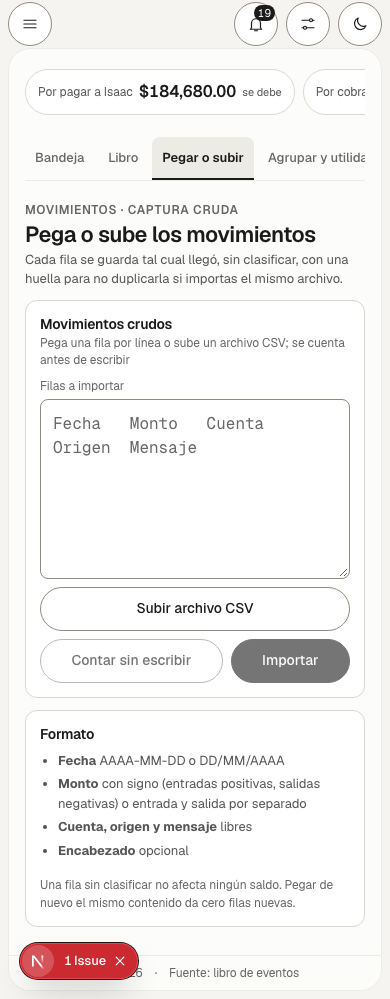 19
Por pagar a Isaac $184,680.00 se debe
Por cobra
Bandeja Libro Pegar o subir Agrupar y utilida
MOVIMIENTOS · CAPTURA CRUDA
Pega o sube los movimientos
Cada fila se guarda tal cual llegó, sin clasificar, con una
huella para no duplicarla si importas el mismo archivo.
Movimientos crudos
Pega una fila por línea o sube un archivo CSV; se cuenta
antes de escribir
Filas a importar
Fecha Monto Cuenta
Origen Mensaje
Subir archivo CSV
Contar sin escribir Importar
Formato
Fecha AAAA-MM-DD o DD/MM/AAAA
Monto con signo (entradas positivas, salidas
negativas) o entrada y salida por separado
Cuenta, origen y mensaje libres
Encabezado opcional
Una fila sin clasificar no afecta ningún saldo. Pegar de
nuevo el mismo contenido da cero filas nuevas.
N 1 Issue
· Fuente: libro de eventos